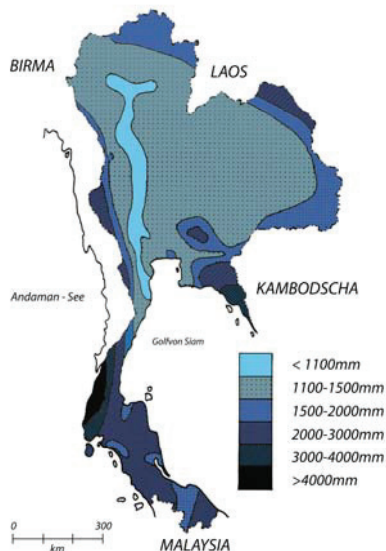 BIRMA
LAOS
KAMBODSCHA
Andaman - See
Golfvon Siam
< 1100mm
1100-1500mm
1500-2000mm
2000-3000mm
3000-4000mm
>4000mm
0 300
km
MALAYSIA